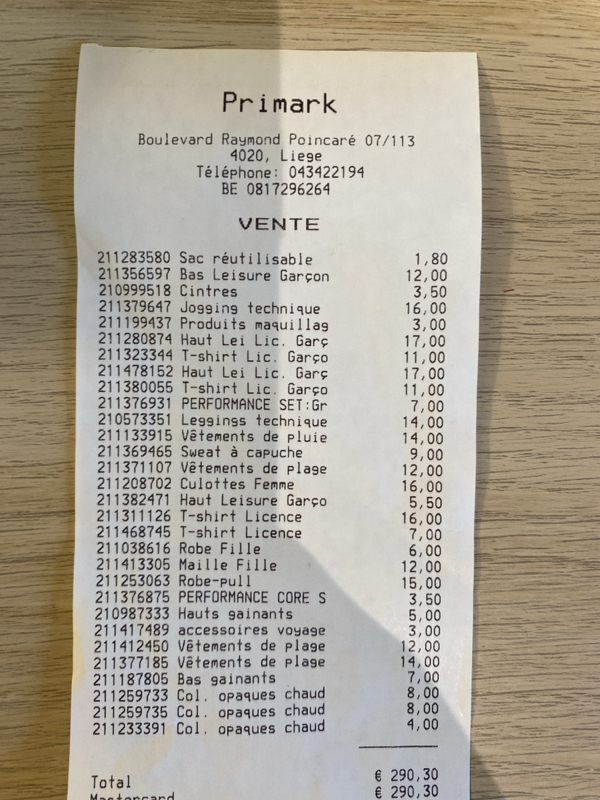 Primark
Boulevard Raymond Poincaré 07/113
4020, Liege
Téléphone: 043422194
BE 0817296264
VENTE
211283580 Sac réutilisable 1,80
211356597 Bas Leisure Garçon 12,00
210999518 Cintres 3,50
211379647 Jogging technique 16,00
211199437 Produits maquillag 3,00
211280874 Haut Lei Lic. Garç 17,00
211323344 T-shirt Lic. Garço 11,00
211478152 Haut Lei Lic. Garç 17,00
211380055 T-shirt Lic. Garço 11,00
211376931 PERFORMANCE SET:Gr 7,00
210573351 Leggings technique 14,00
211133915 Vêtements de pluie 14,00
211369465 Sweat à capuche 9,00
211371107 Vêtements de plage 12,00
211208702 Culottes Femme 16,00
211382471 Haut Leisure Garço 5,50
211311126 T-shirt Licence 16,00
211468745 T-shirt Licence 7,00
211038616 Robe Fille 6,00
211413305 Maille Fille 12,00
211253063 Robe-pull 15,00
211376875 PERFORMANCE CORE S 3,50
210987333 Hauts gainants 5,00
211417489 accessoires voyage 3,00
211412450 Vêtements de plage 12,00
211377185 Vêtements de plage 14,00
211187805 Bas gainants 7,00
211259733 Col. opaques chaud 8,00
211259735 Col. opaques chaud 8,00
211233391 Col. opaques chaud 4,00
Total € 290,30
Mastercard € 290,30